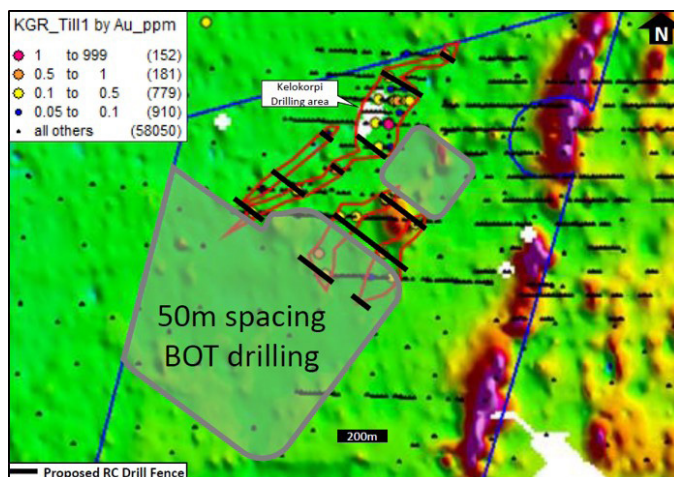 KGR_Till1 by Au_ppm
1 to 999 (152)
0.5 to 1 (181)
0.1 to 0.5 (779)
0.05 to 0.1 (910)
all others (58050)
N
Kelokorpi
Drilling area
50m spacing
BOT drilling
200m
Proposed RC Drill Fence